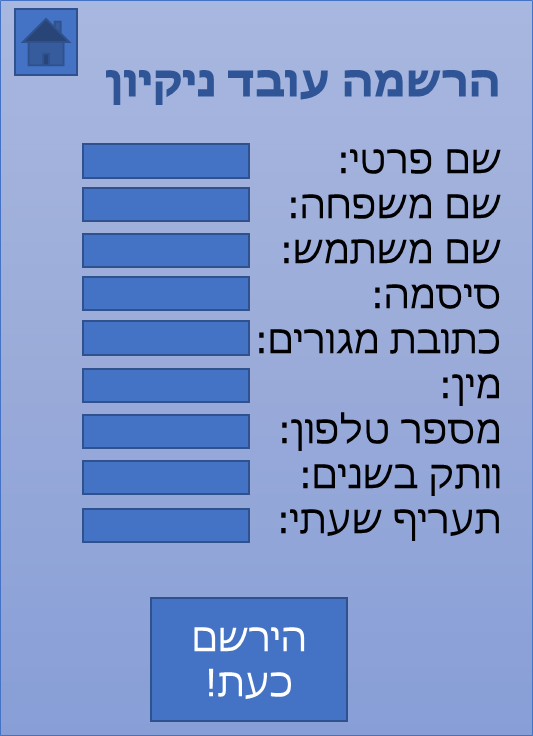 הרשמה עובד ניקיון
שם פרטי:
שם משפחה:
שם משתמש:
סיסמה:
כתובת מגורים:
מין:
מספר טלפון:
וותק בשנים:
תעריף שעתי:
הירשם
כעת!